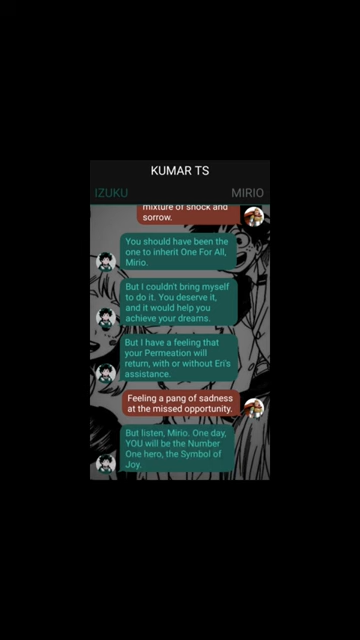 KUMAR TS
IZUKU
MIRIO
mixture of shock and
sorrow.
You should have been the
one to inherit One For All,
Mirio.
But I couldn't bring myself
to do it. You deserve it,
and it would help you
achieve your dreams.
But I have a feeling that
your Permeation will
return, with or without Eri's
assistance.
Feeling a pang of sadness
at the missed opportunity.
But listen, Mirio. One day,
YOU will be the Number
One hero, the Symbol of
Joy.